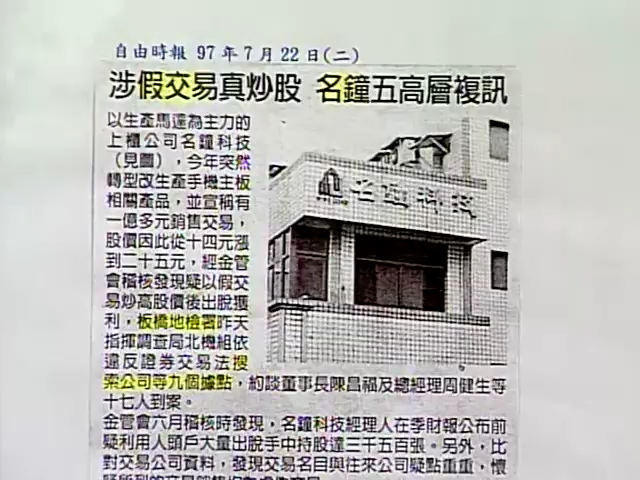 自由時報 97年7月22日(二)
涉假交易真炒股 名鐘五高層複訊
以生產馬達為主力的
上櫃公司名鐘科技
（見圖），今年突然
轉型改生產手機主板
相關產品，並宣稱有
一億多元銷售交易，
股價因此從十四元漲
到二十五元，經金管
會稽核發現疑以假交
易炒高股價後出脫獲
利，板橋地檢署昨天
指揮調查局北機組依
違反證券交易法搜
索公司等九個據點，約談董事長陳昌福及總經理周健生等
十七人到案。
金管會六月稽核時發現，名鐘科技經理人在季財報公布前
疑利用人頭戶大量出脫手中持股達三千五百張。另外，比
對交易公司資料，發現交易名目與往來公司疑點重重，懷
名鐘科技